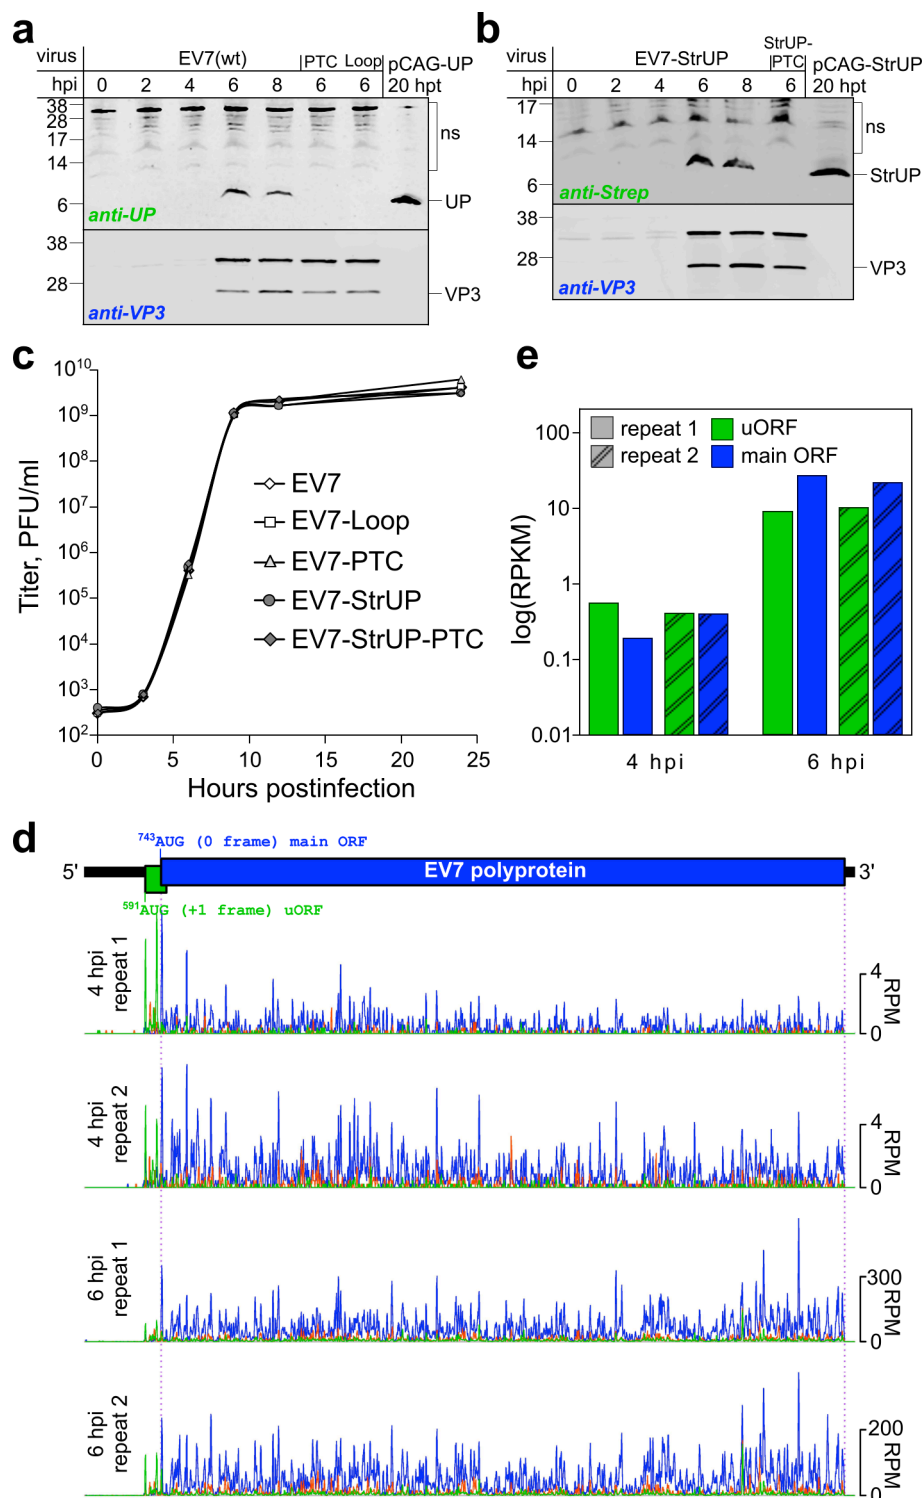 a
virus EV7(wt) PTC Loop pCAG-UP
hpi 0 2 4 6 8 6 6 20 hpt
38
28
17
14
6
ns
UP
anti-UP
38
28
VP3
anti-VP3
b
virus EV7-StrUP StrUP-PTC pCAG-StrUP
hpi 0 2 4 6 8 6 20 hpt
17
14
6
ns
StrUP
anti-Strep
38
28
VP3
anti-VP3
c
Titer, PFU/ml
10^10
10^9
10^8
10^7
10^6
10^5
10^4
10^3
10^2
0 5 10 15 20 25
Hours postinfection
EV7
EV7-Loop
EV7-PTC
EV7-StrUP
EV7-StrUP-PTC
e
repeat 1 uORF
repeat 2 main ORF
log(RPKM)
100
10
1
0.1
0.01
4 hpi 6 hpi
d
743AUG (0 frame) main ORF
5' EV7 polyprotein 3'
591AUG (+1 frame) uORF
4 hpi
repeat 1
4
0
RPM
4 hpi
repeat 2
4
0
RPM
6 hpi
repeat 1
300
0
RPM
6 hpi
repeat 2
200
0
RPM